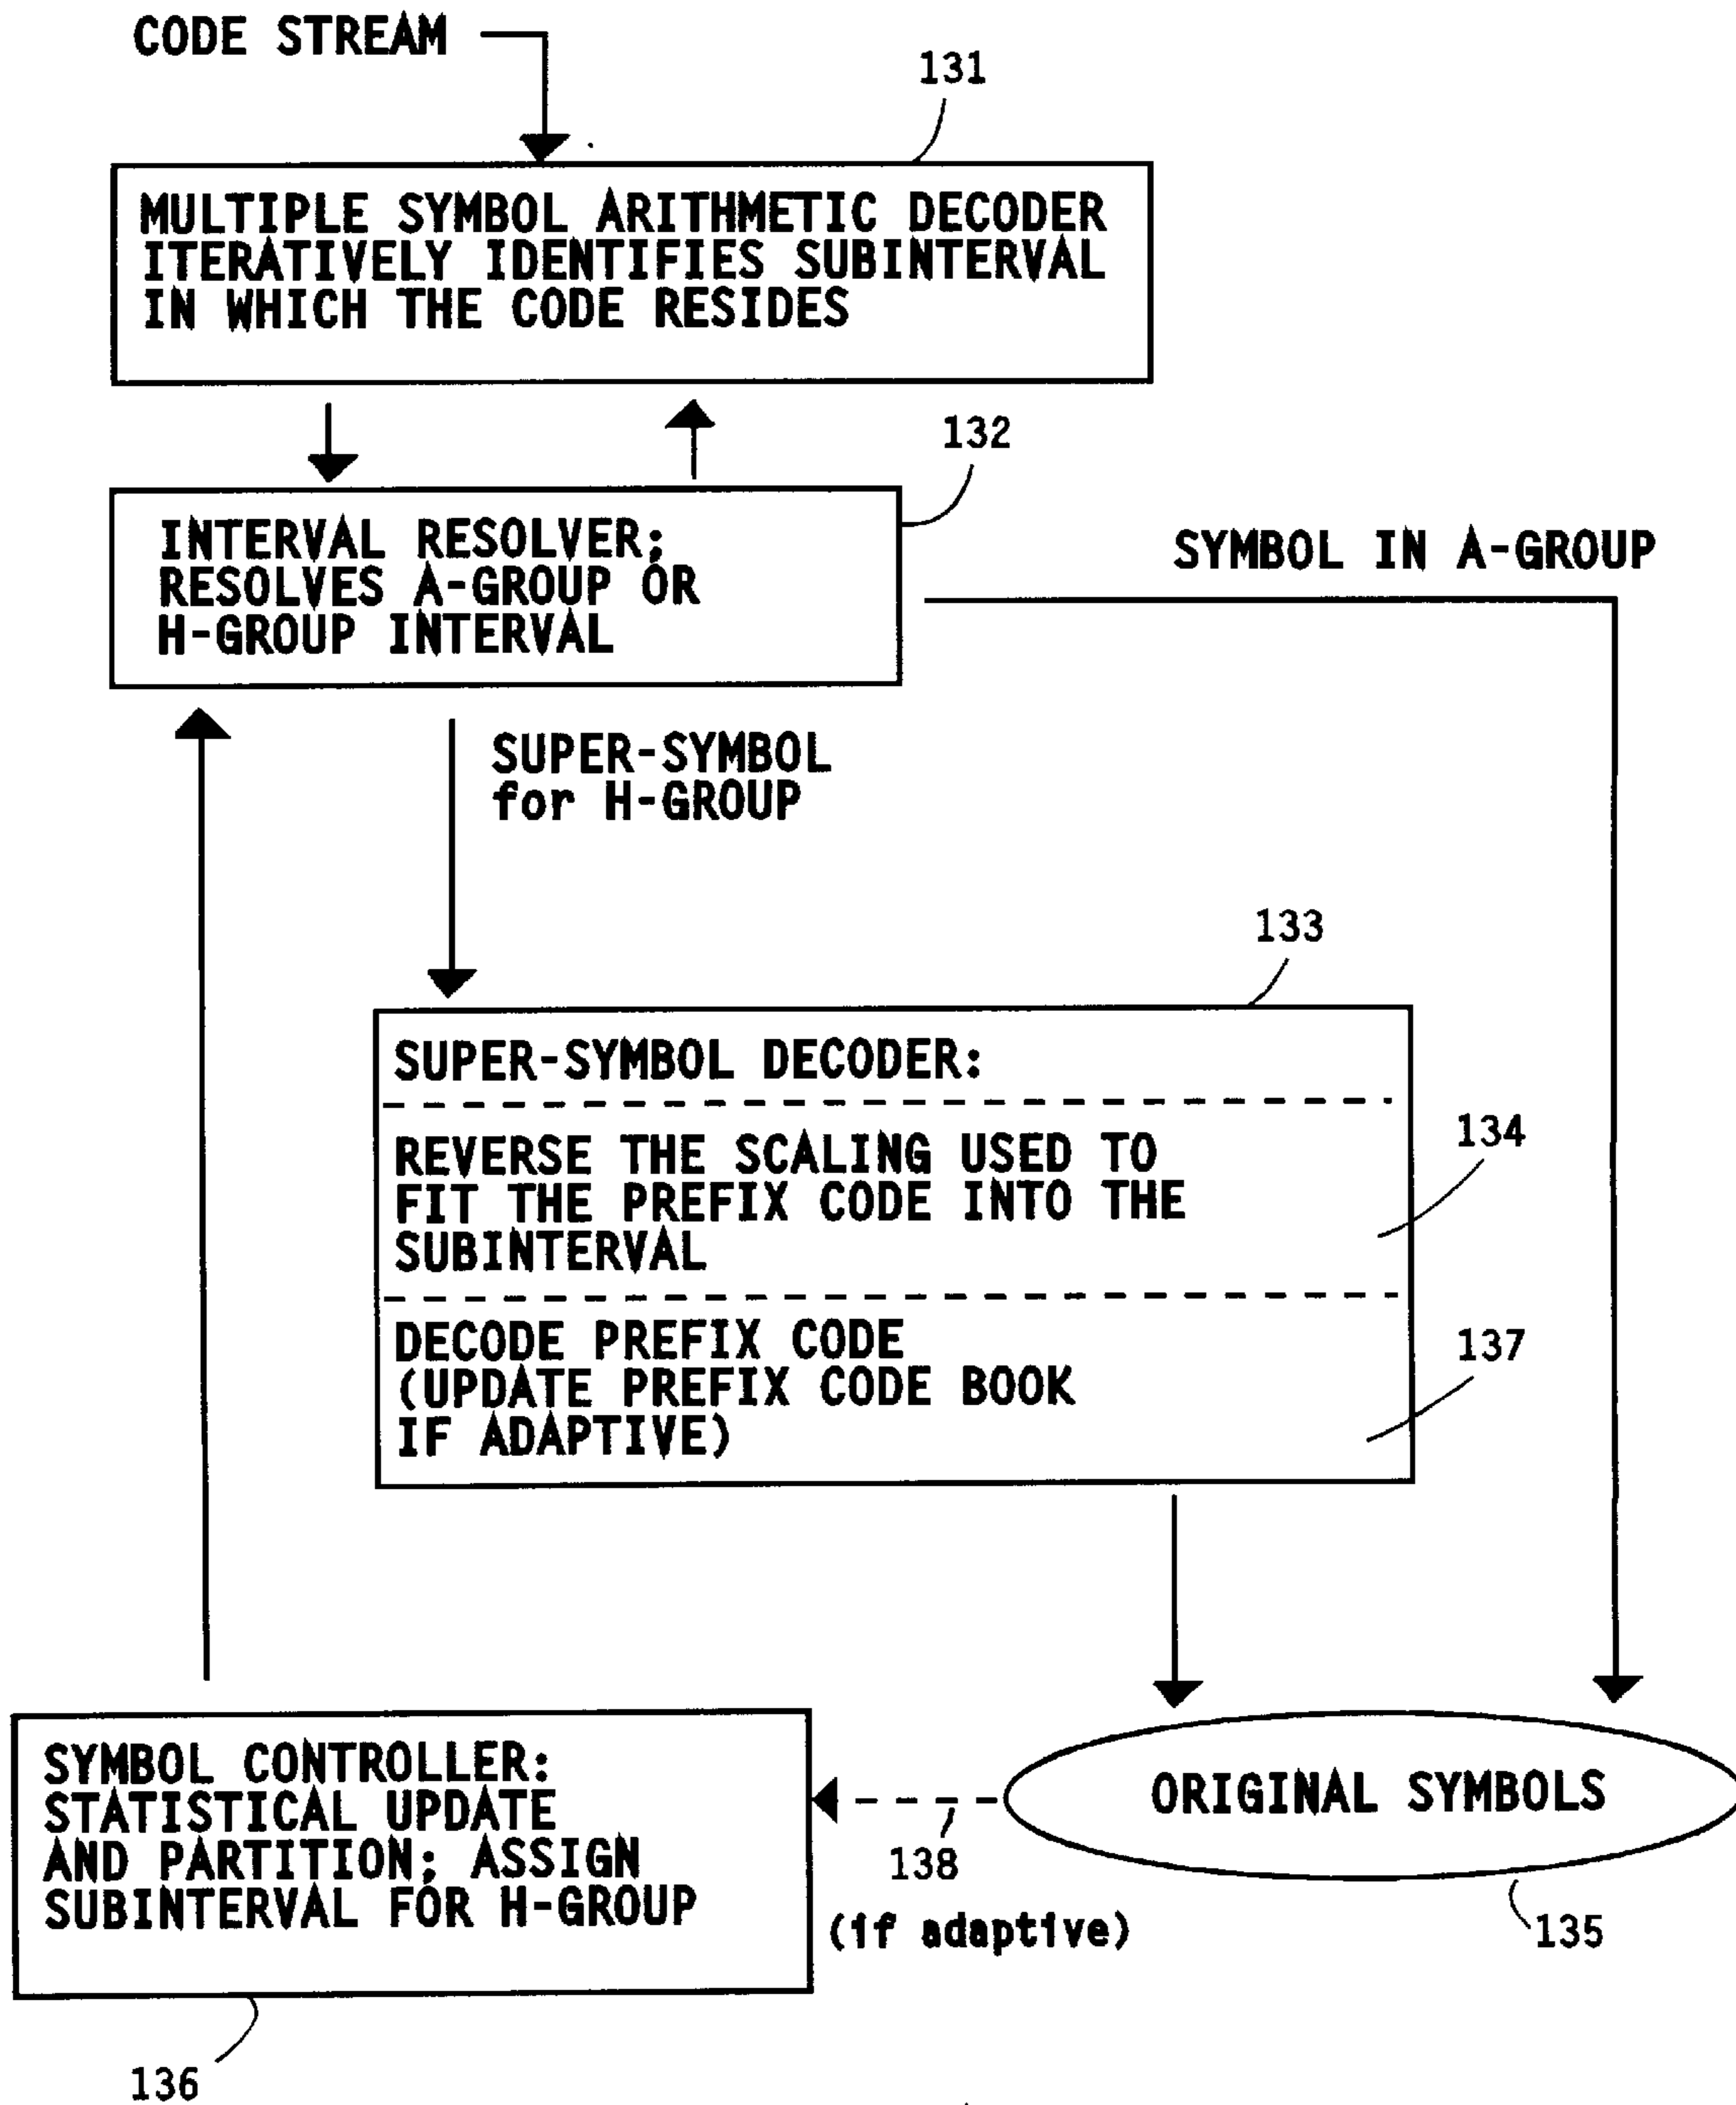 CODE STREAM
131
MULTIPLE SYMBOL ARITHMETIC DECODER
ITERATIVELY IDENTIFIES SUBINTERVAL
IN WHICH THE CODE RESIDES
132
INTERVAL RESOLVER;
RESOLVES A-GROUP OR
H-GROUP INTERVAL
SYMBOL IN A-GROUP
SUPER-SYMBOL
for H-GROUP
133
SUPER-SYMBOL DECODER:
REVERSE THE SCALING USED TO
FIT THE PREFIX CODE INTO THE
SUBINTERVAL
134
DECODE PREFIX CODE
(UPDATE PREFIX CODE BOOK
IF ADAPTIVE)
137
SYMBOL CONTROLLER:
STATISTICAL UPDATE
AND PARTITION; ASSIGN
SUBINTERVAL FOR H-GROUP
ORIGINAL SYMBOLS
138
(if adaptive)
135
136